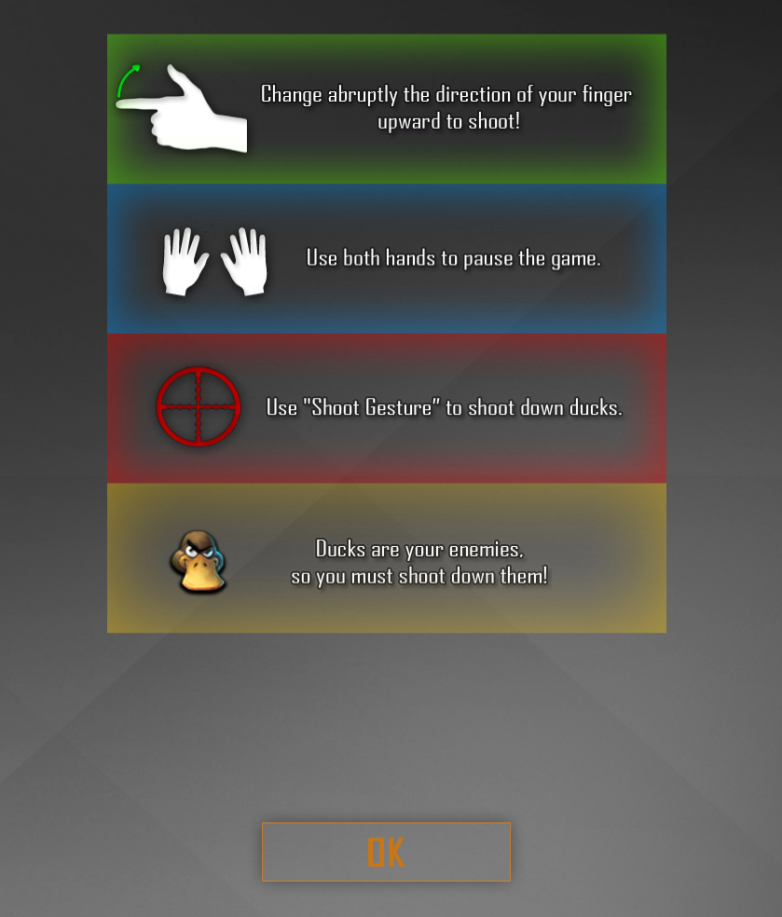 Change abruptly the direction of your finger
upward to shoot!
Use both hands to pause the game.
Use "Shoot Gesture" to shoot down ducks.
Ducks are your enemies,
so you must shoot down them!
OK